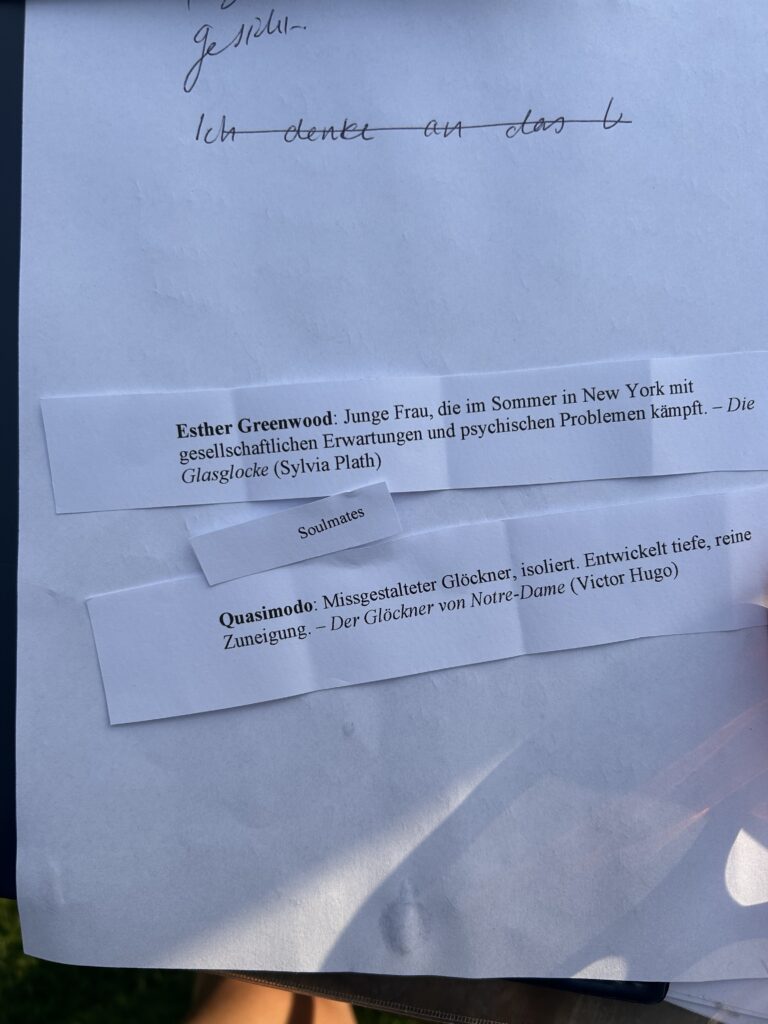 gesicht.
Ich denke an das L
Esther Greenwood: Junge Frau, die im Sommer in New York mit
gesellschaftlichen Erwartungen und psychischen Problemen kämpft. – Die
Glasglocke (Sylvia Plath)
Soulmates
Quasimodo: Missgestalteter Glöckner, isoliert. Entwickelt tiefe, reine
Zuneigung. – Der Glöckner von Notre-Dame (Victor Hugo)